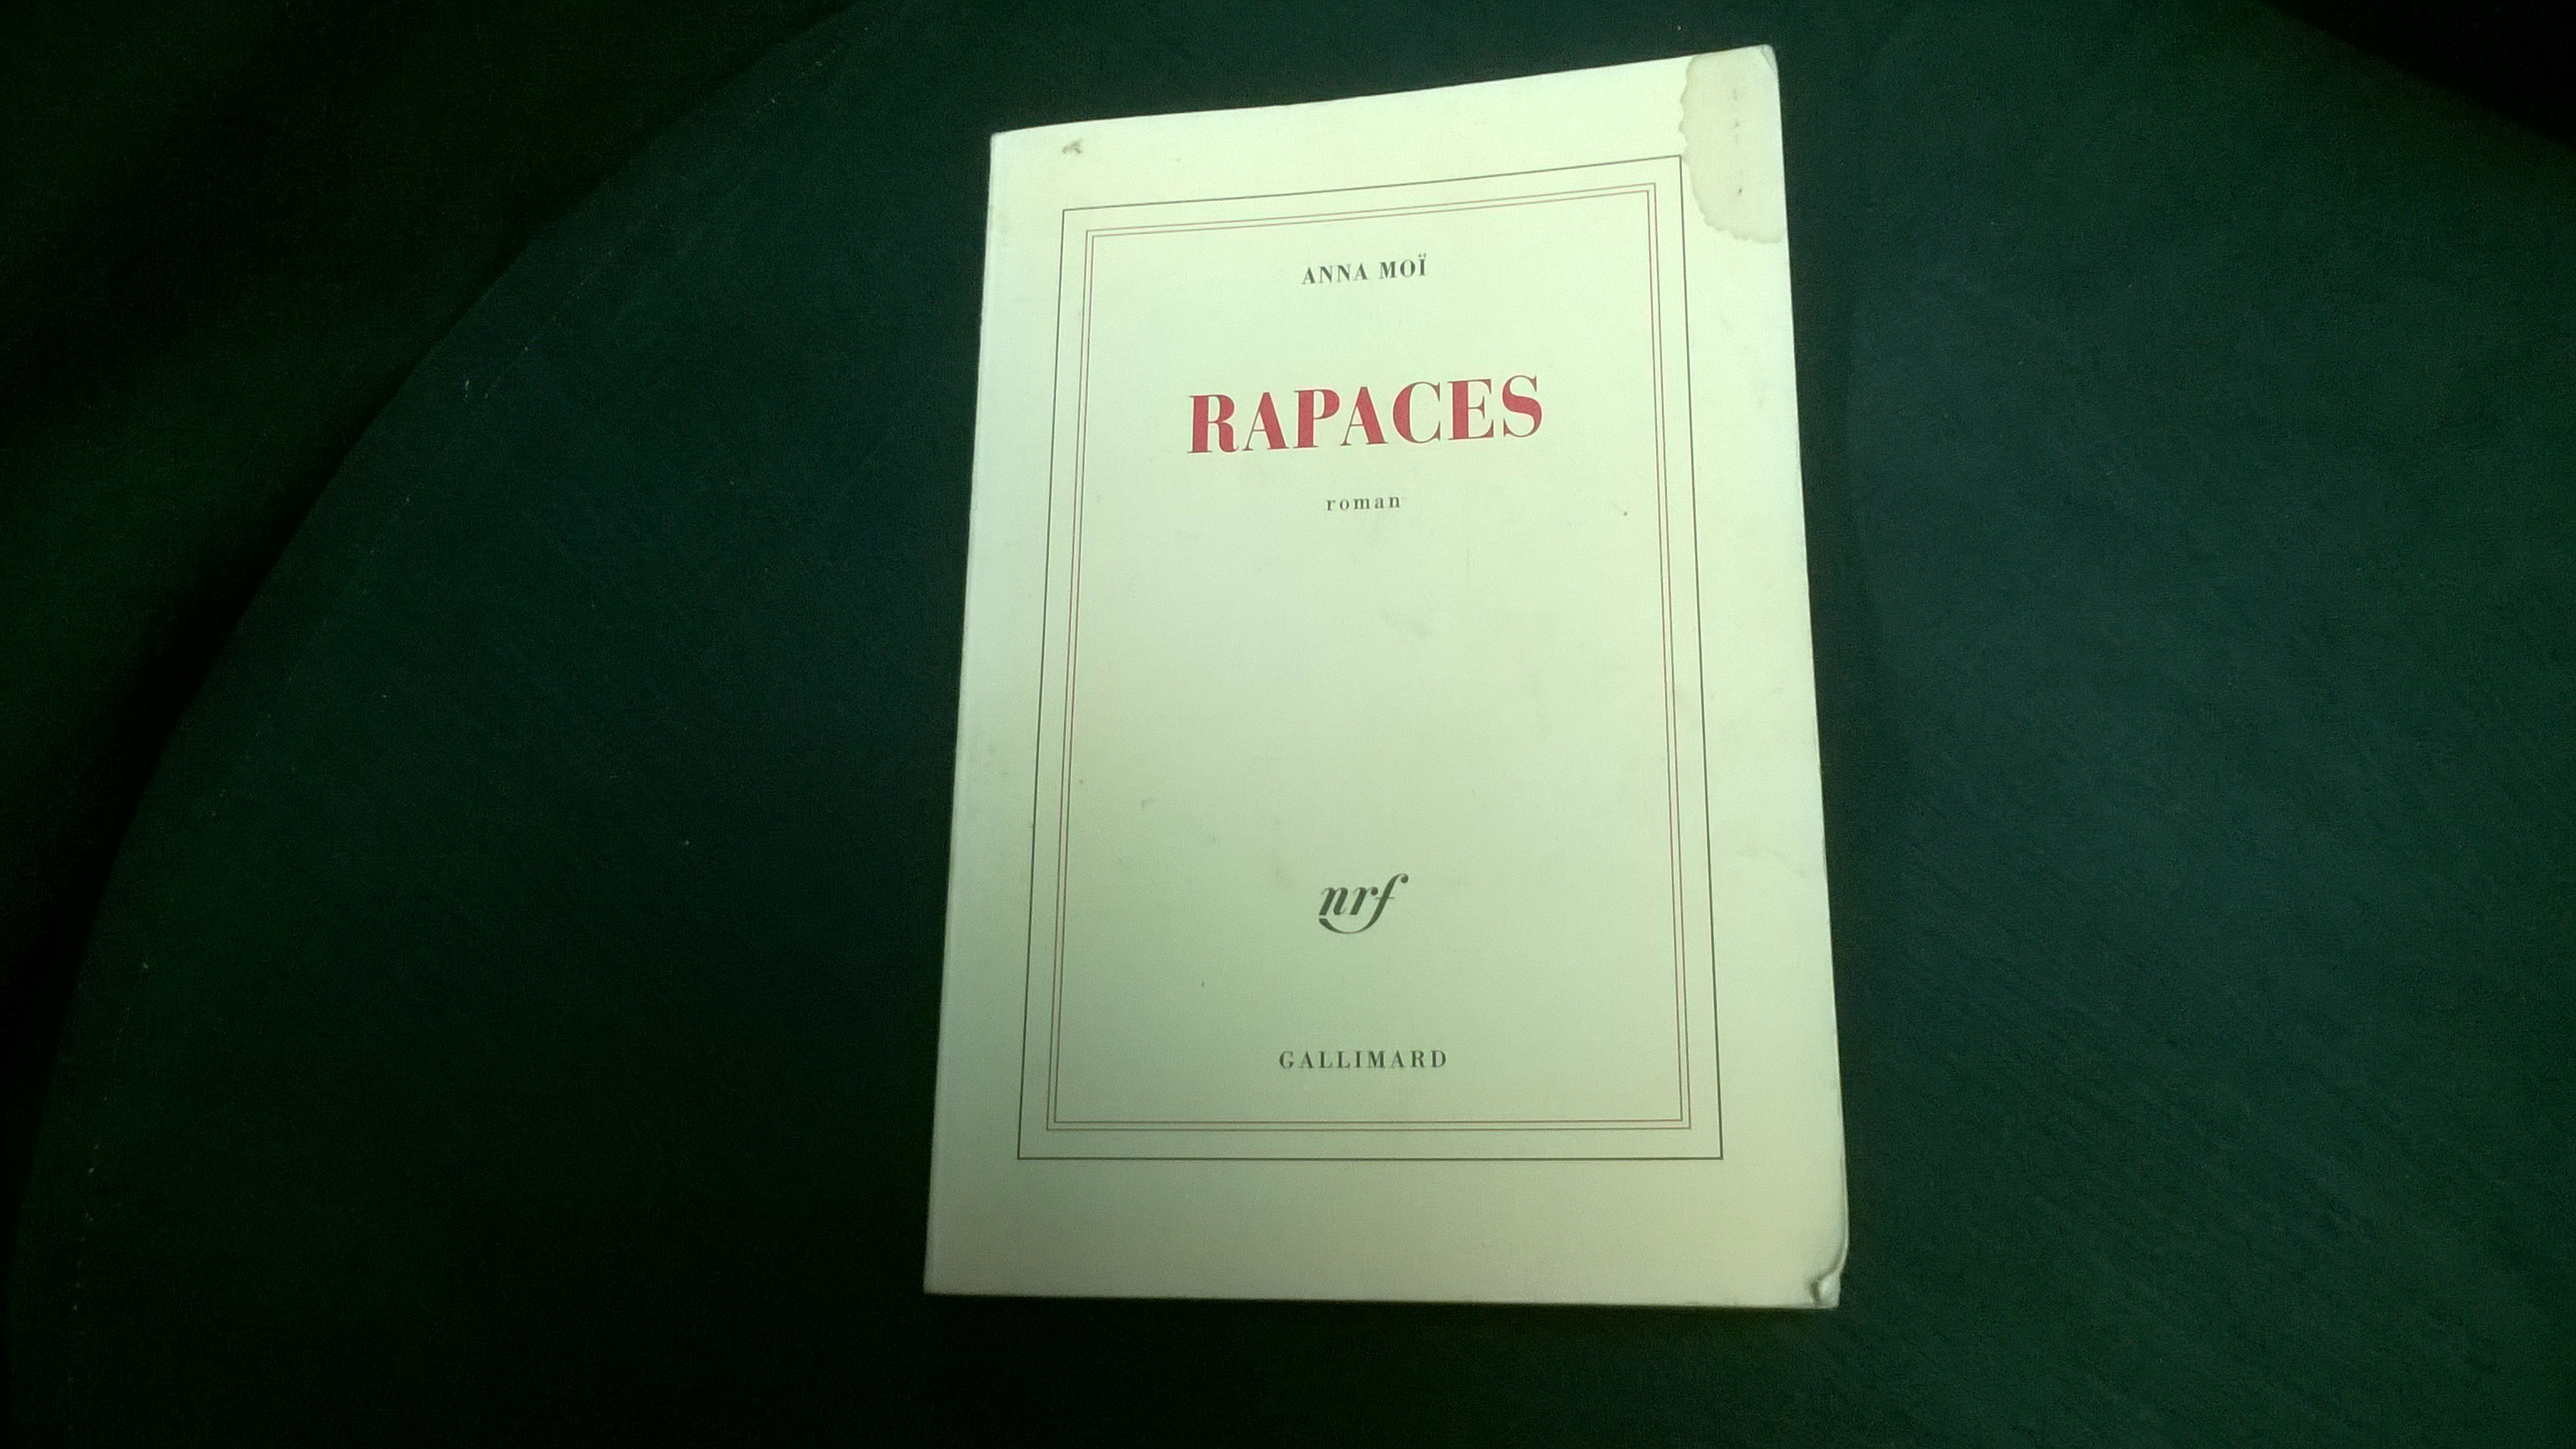 ANNA MOÏ
RAPACES
roman
nrf
GALLIMARD